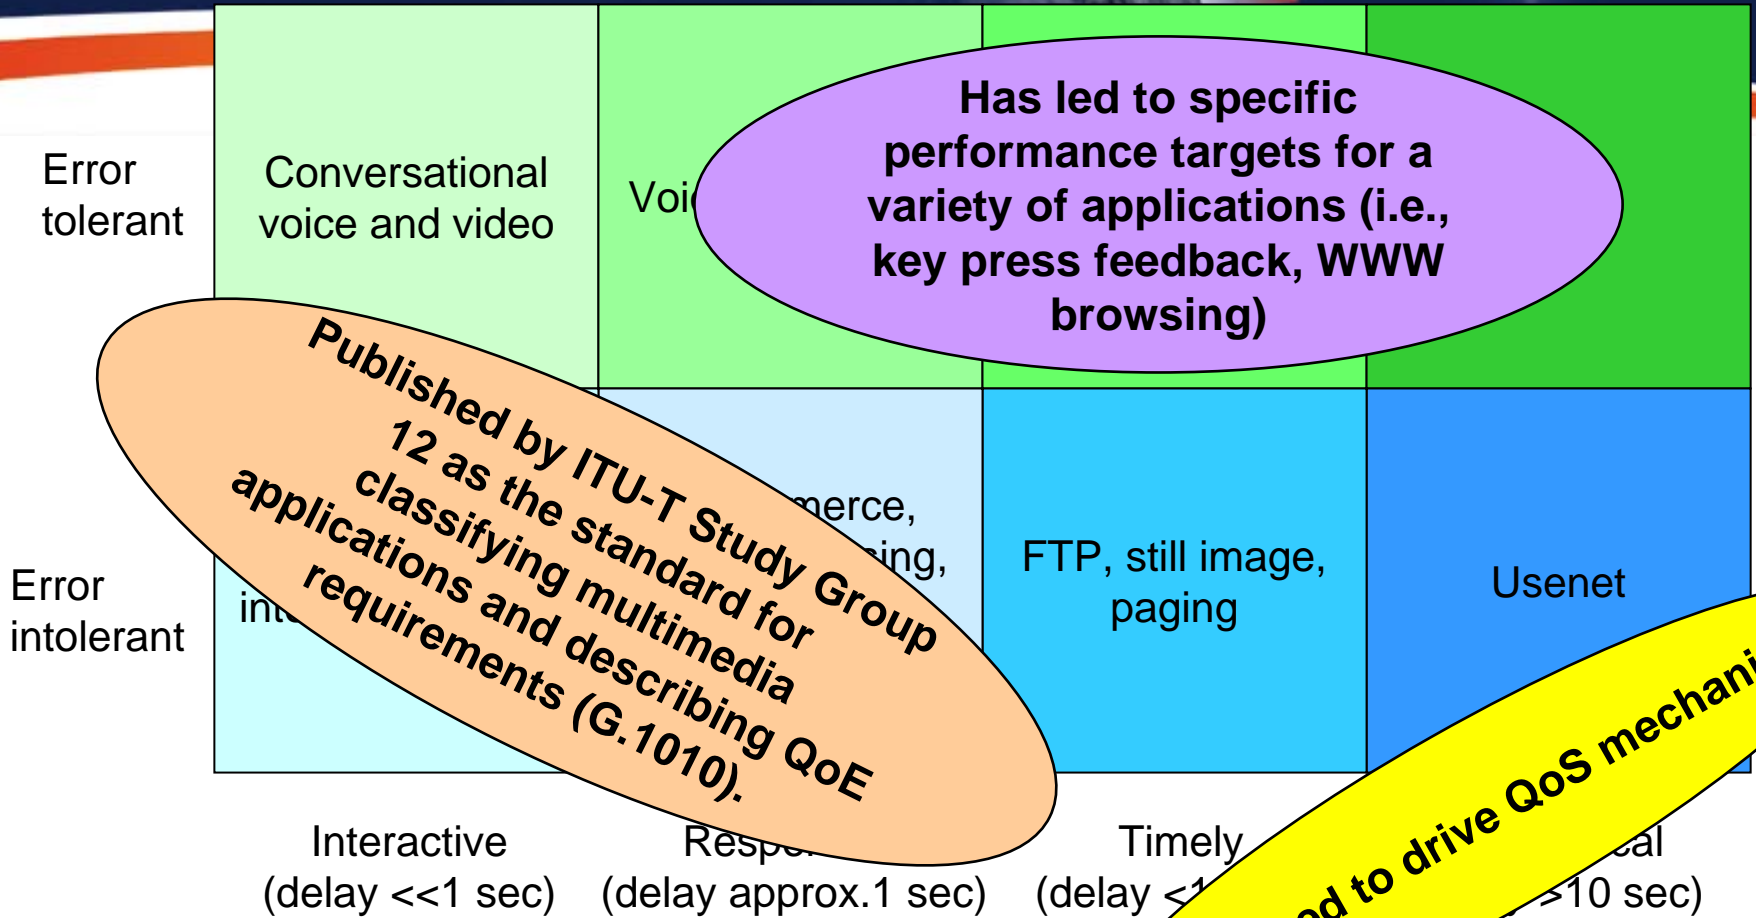 Error
tolerant
Conversational
voice and video
Has led to specific
performance targets for a
variety of applications (i.e.,
key press feedback, WWW
browsing)
Published by ITU-T Study Group
12 as the standard for
classifying multimedia
applications and describing QoE
requirements (G.1010).
Error
intolerant
FTP, still image,
paging
Usenet
to drive QoS
Interactive
(delay <<1 sec)
(delay approx.1 sec)
Timely
(delay
>10 sec)